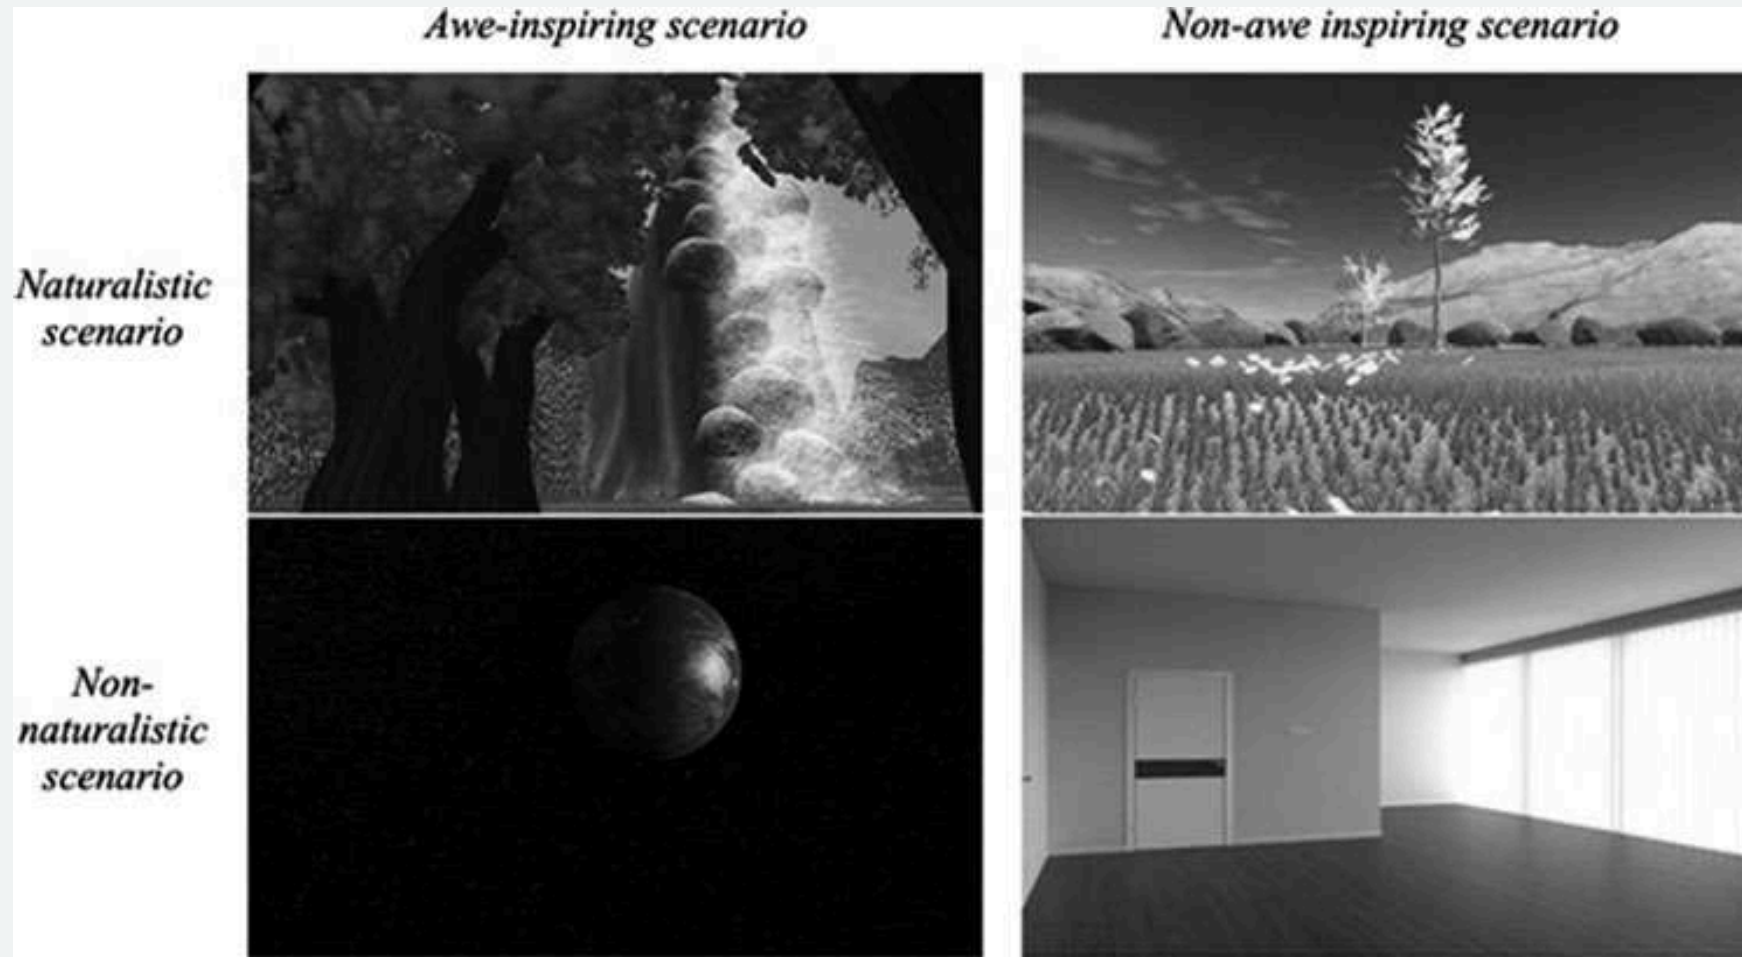 Awe-inspiring scenario
Non-awe inspiring scenario
Naturalistic
scenario
Non-
naturalistic
scenario